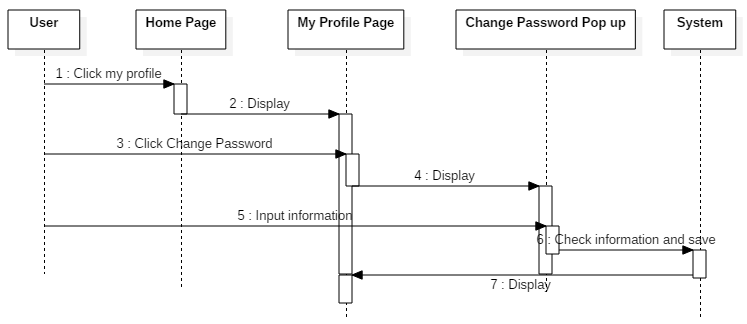 User
Home Page
My Profile Page
Change Password Pop up
System
1 : Click my profile
2 : Display
3 : Click Change Password
4 : Display
5 : Input information
6 : Check information and save
7 : Display